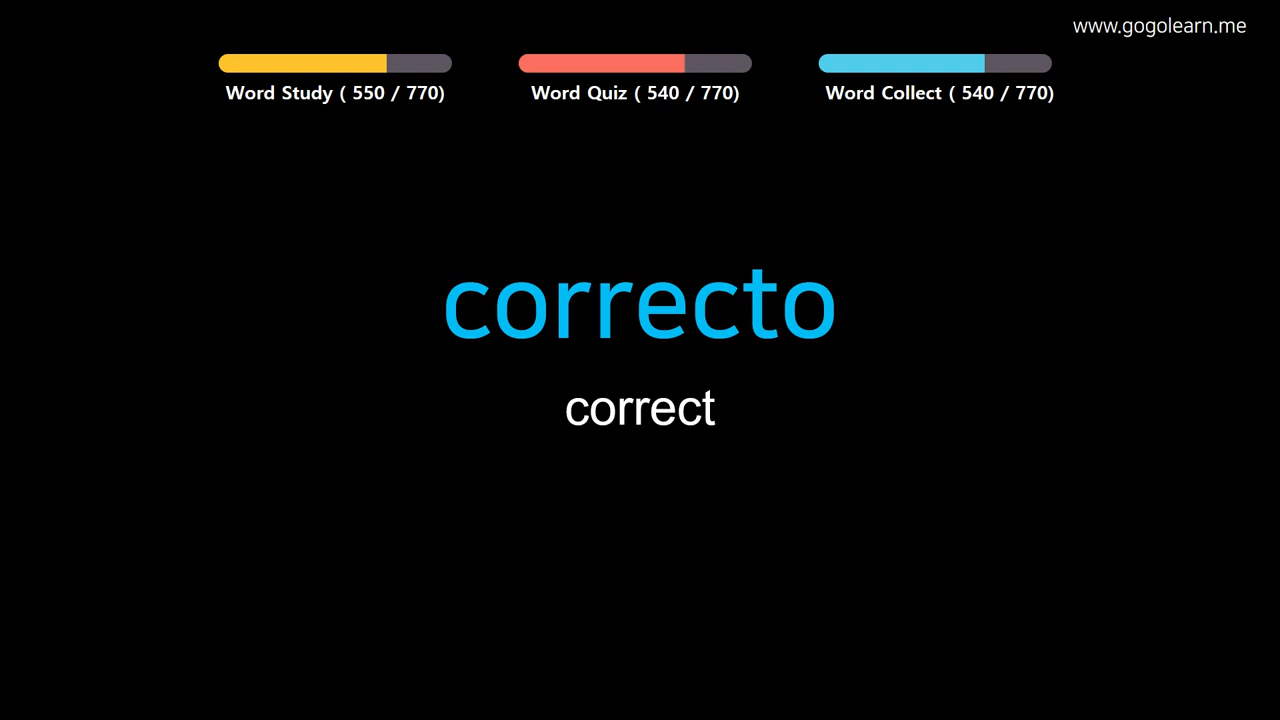 www.gogolearn.me
Word Study ( 550 / 770)
Word Quiz ( 540 / 770)
Word Collect ( 540 / 770)
correcto
correct